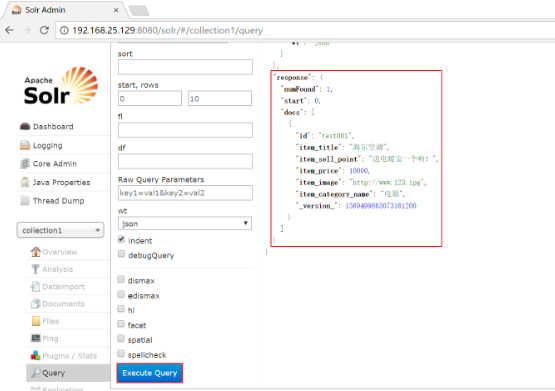 Solr Admin
192.168.25.129:8080/solr/#/collection1/query
Apache
Solr
Dashboard
Logging
Core Admin
Java Properties
Thread Dump
collection1
Overview
Analysis
Dataimport
Documents
Files
Ping
Plugins / Stats
Query
Replication
sort
start, rows
0
10
fl
df
Raw Query Parameters
key1=val1&key2=val2
wt
json
indent
debugQuery
dismax
edismax
hl
facet
spatial
spellcheck
Execute Query
"wt": "json"
}
},
"response": {
"numFound": 1,
"start": 0,
"docs": [
{
"id": "test001",
"item_title": "海尔空调",
"item_sell_point": "送电暖宝一个哟！",
"item_price": 10000,
"item_image": "http://www.123.jpg",
"item_category_name": "电器",
"_version_": 1569499863073161200
}
]
}
}